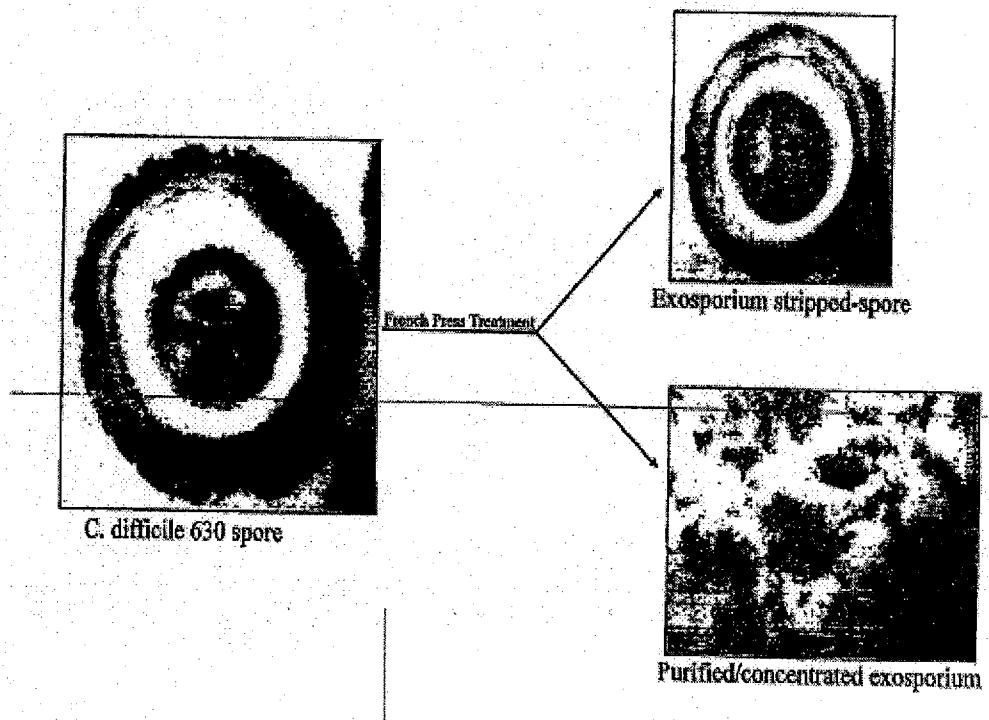 Exosporium stripped-spore
French Press Treatment
C. difficile 630 spore
Purified/concentrated exosporium